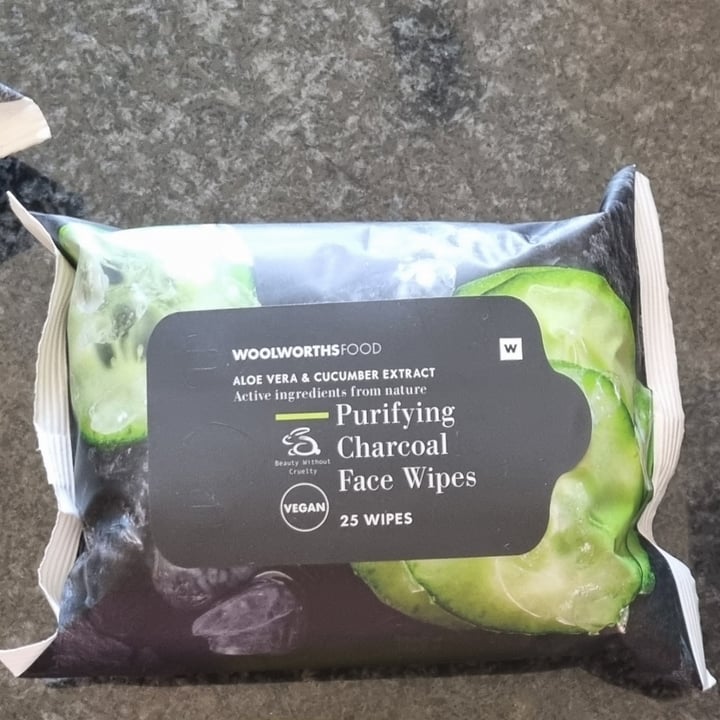 WOOLWORTHSFOOD
W
ALOE VERA & CUCUMBER EXTRACT
Active ingredients from nature
Purifying
Charcoal
Face Wipes
Beauty Without
Cruelty
VEGAN
25 WIPES